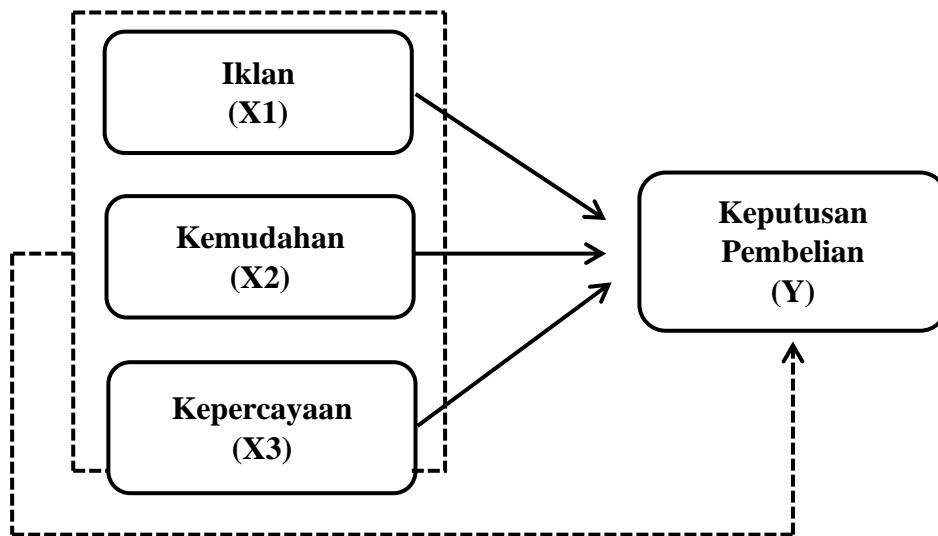 Iklan
(X1)
Kemudahan
(X2)
Kepercayaan
(X3)
Keputusan
Pembelian
(Y)